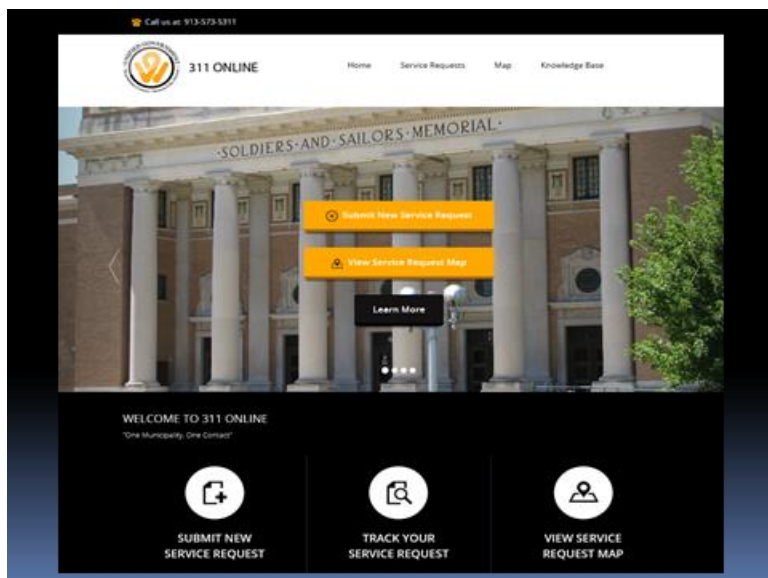 Call us at 913-573-5311
311 ONLINE
Home Service Requests Map Knowledge Base
·SOLDIERS·AND·SAILORS·MEMORIAL·
Submit New Service Request
View Service Request Map
Learn More
WELCOME TO 311 ONLINE
"One Municipality, One Contact"
SUBMIT NEW
SERVICE REQUEST
TRACK YOUR
SERVICE REQUEST
VIEW SERVICE
REQUEST MAP